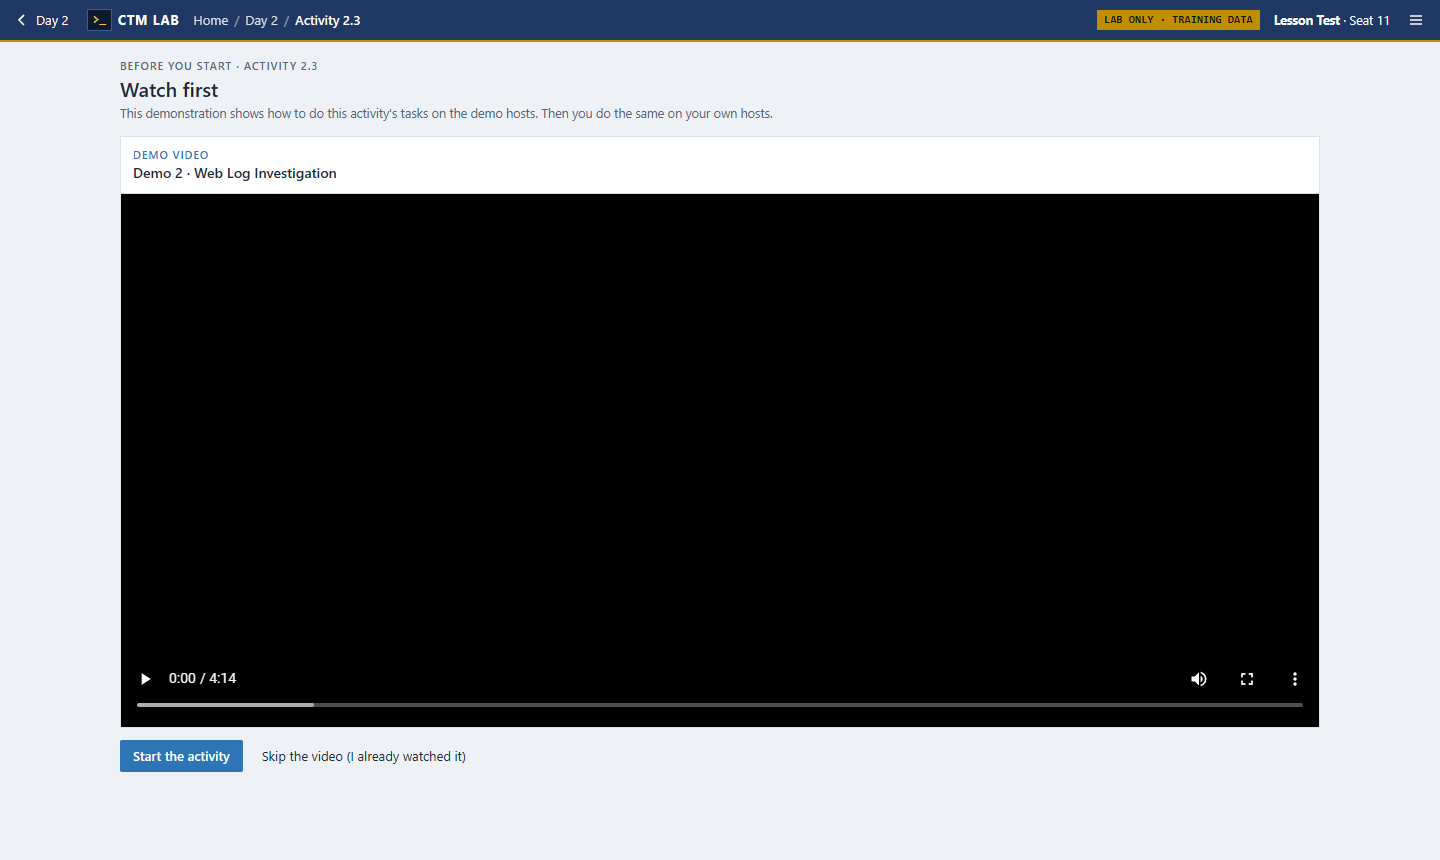 Day 2
>_ CTM LAB Home / Day 2 / Activity 2.3
LAB ONLY · TRAINING DATA
Lesson Test · Seat 11
BEFORE YOU START · ACTIVITY 2.3
Watch first
This demonstration shows how to do this activity's tasks on the demo hosts. Then you do the same on your own hosts.
DEMO VIDEO
Demo 2 · Web Log Investigation
0:00 / 4:14
Start the activity
Skip the video (I already watched it)